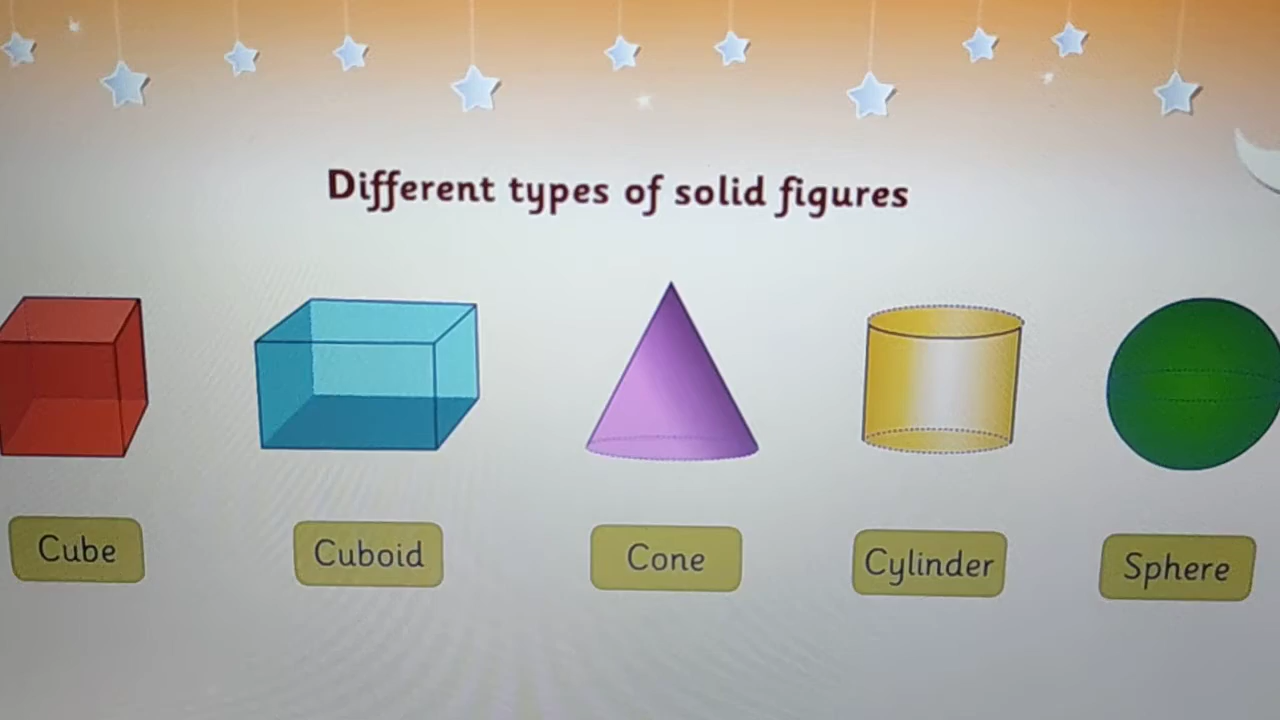 Different types of solid figures
Cube
Cuboid
Cone
Cylinder
Sphere